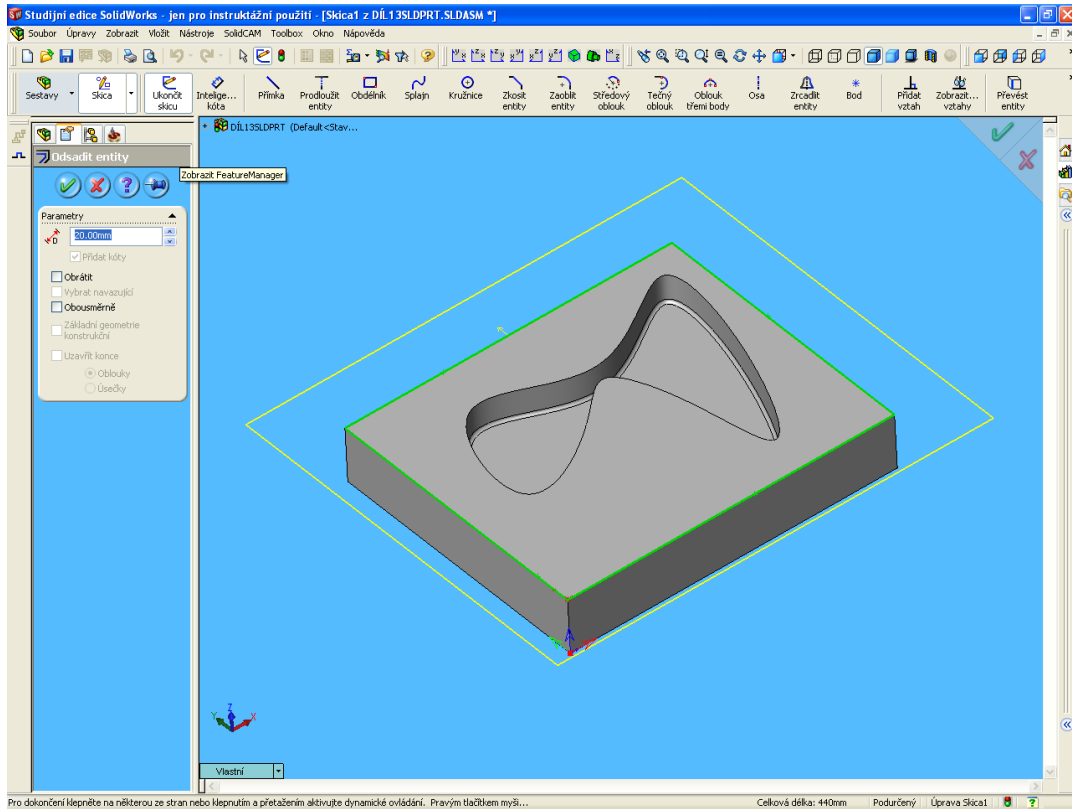 Studijní edice SolidWorks - jen pro instruktážní použití - [Skica1 z DÍL13SLDPRT.SLDASM *]
Soubor Úpravy Zobrazit Vložit Nástroje SolidCAM Toolbox Okno Nápověda
Sestavy
Skica
Ukončit skicu
Intelige... kóta
Přímka
Prodloužit entity
Obdélník
Splajn
Kružnice
Zkosit entity
Zaoblit entity
Středový oblouk
Tečný oblouk
Oblouk třemi body
Osa
Zrcadlit entity
Bod
Přidat vztah
Zobrazit... vztahy
Převést entity
DÍL13SLDPRT (Default<Stav...
Odsadit entity
Zobrazit FeatureManager
Parametry
D
20.00mm
Přidat kóty
Obrátit
Vybrat navazující
Obousměrně
Základní geometrie
konstrukční
Uzavřít konce
Oblouky
Úsečky
Z
Y
X
Vlastní
Pro dokončení klepněte na některou ze stran nebo klepnutím a přetažením aktivujte dynamické ovládání. Pravým tlačítkem myši... Celková délka: 440mm Podurčený Úprava Skica1